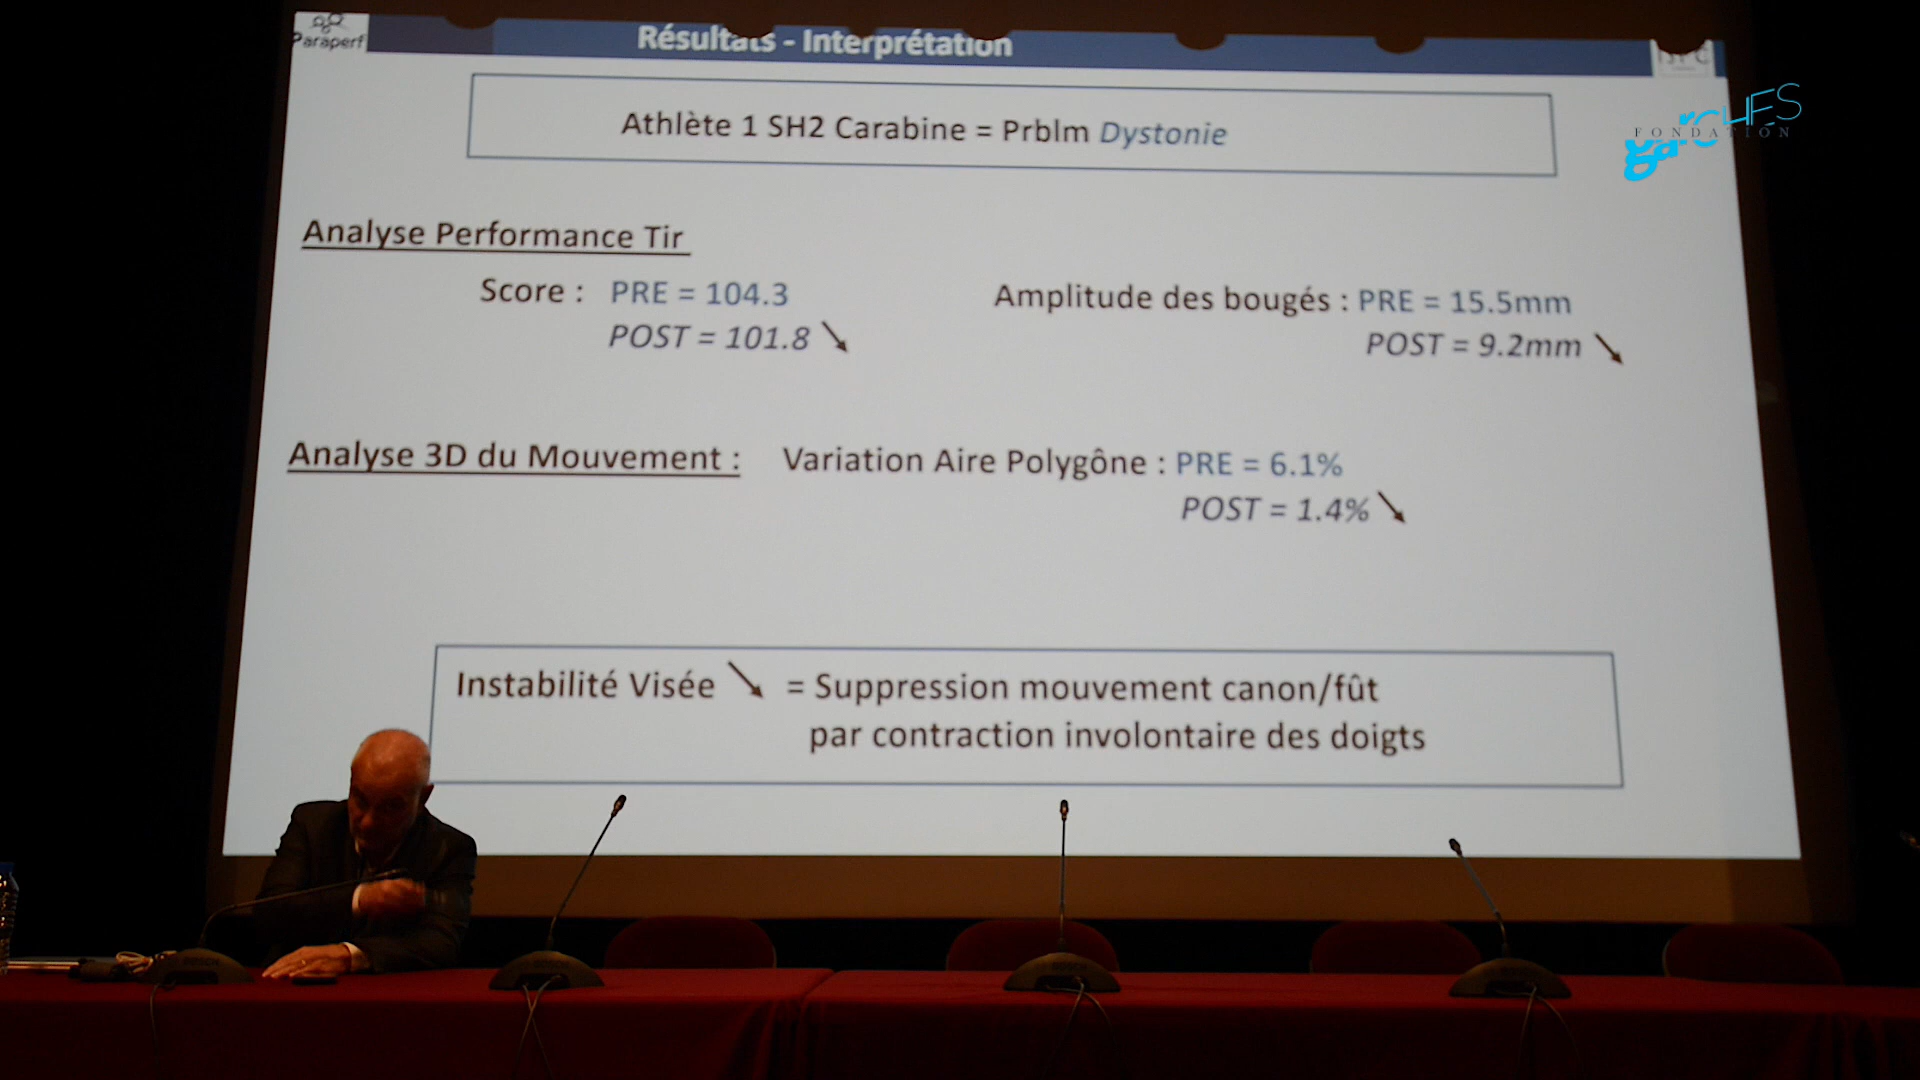 Paraperf
Résultats - Interprétation
Athlète 1 SH2 Carabine = Prblm Dystonie
FONDATION
garCHES
Analyse Performance Tir
Score : PRE = 104.3
POST = 101.8
Amplitude des bougés : PRE = 15.5mm
POST = 9.2mm
Analyse 3D du Mouvement : Variation Aire Polygône : PRE = 6.1%
POST = 1.4%
Instabilité Visée = Suppression mouvement canon/fût
par contraction involontaire des doigts